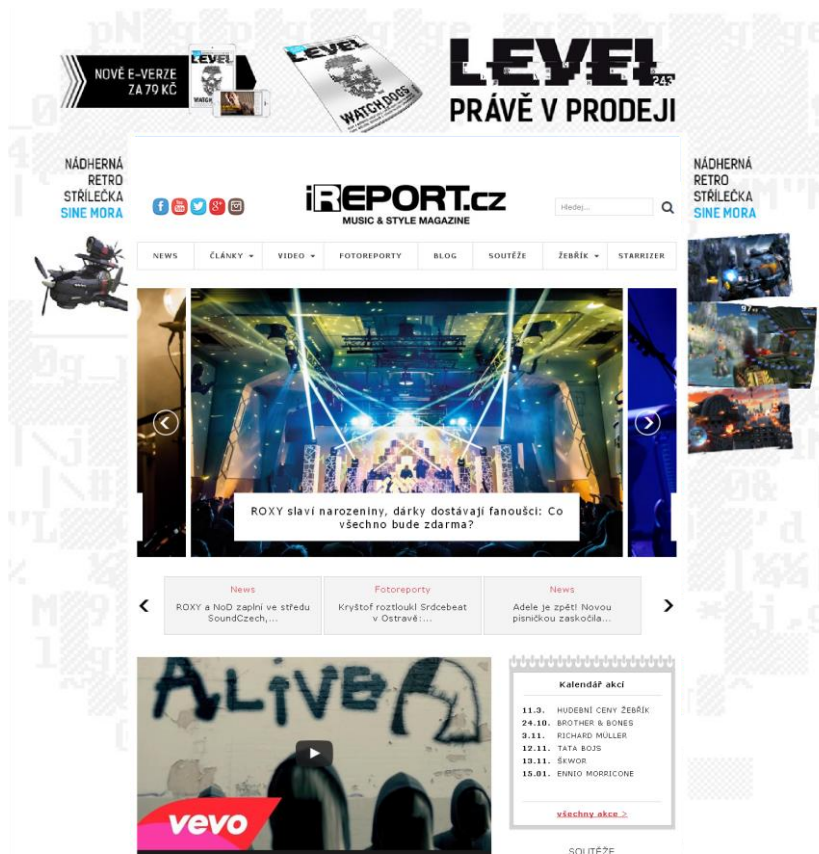 NOVĚ E-VERZE
ZA 79 KČ
LEVEL
LEVEL
WATCH DOGS
LEVEL
243
PRÁVĚ V PRODEJI
NÁDHERNÁ
RETRO
STŘÍLEČKA
SINE MORA
iREPORT.cz
MUSIC & STYLE MAGAZINE
Hledej...
NÁDHERNÁ
RETRO
STŘÍLEČKA
SINE MORA
NEWS ČLÁNKY VIDEO FOTOREPORTY BLOG SOUTĚŽE ŽEBŘÍK STARRIZER
ROXY slaví narozeniny, dárky dostávají fanoušci: Co
všechno bude zdarma?
News
ROXY a NoD zaplní ve středu
SoundCzech,...
Fotoreporty
Kryštof roztloukl Srdcebeat
v Ostravě:...
News
Adele je zpět! Novou
písničkou zaskočila...
ALiVE
vevo
Kalendář akcí
11.3. HUDEBNÍ CENY ŽEBŘÍK
24.10. BROTHER & BONES
3.11. RICHARD MÜLLER
12.11. TATA BOJS
13.11. ŠKWOR
15.01. ENNIO MORRICONE
všechny akce >
SOUTĚŽE